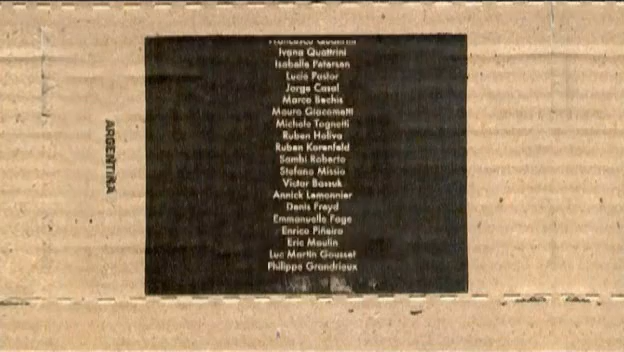 Ivana Quattrini
Isabelle Petersen
Lucie Pastor
Jorge Casal
Marco Bechis
Mauro Giacometti
Michele Tognetti
Ruben Holiva
Ruben Korenfeld
Sambi Roberto
Stefano Missio
Victor Bassuk
Annick Lemonnier
Denis Freyd
Emmanuelle Fage
Enrico Piñeiro
Eric Moulin
Luc Martin Gousset
Philippe Grandrieux
ARGENTINA